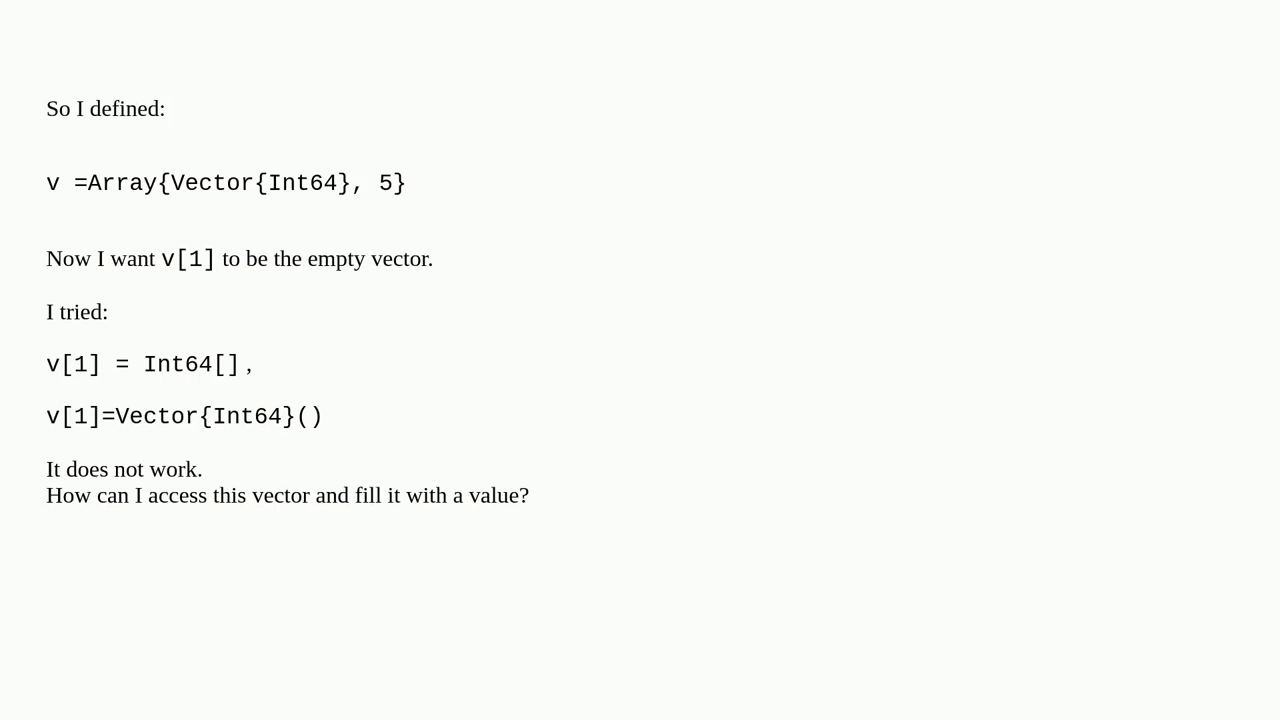 So I defined:
v =Array{Vector{Int64}, 5}
Now I want v[1] to be the empty vector.
I tried:
v[1] = Int64[] ,
v[1]=Vector{Int64}()
It does not work.
How can I access this vector and fill it with a value?